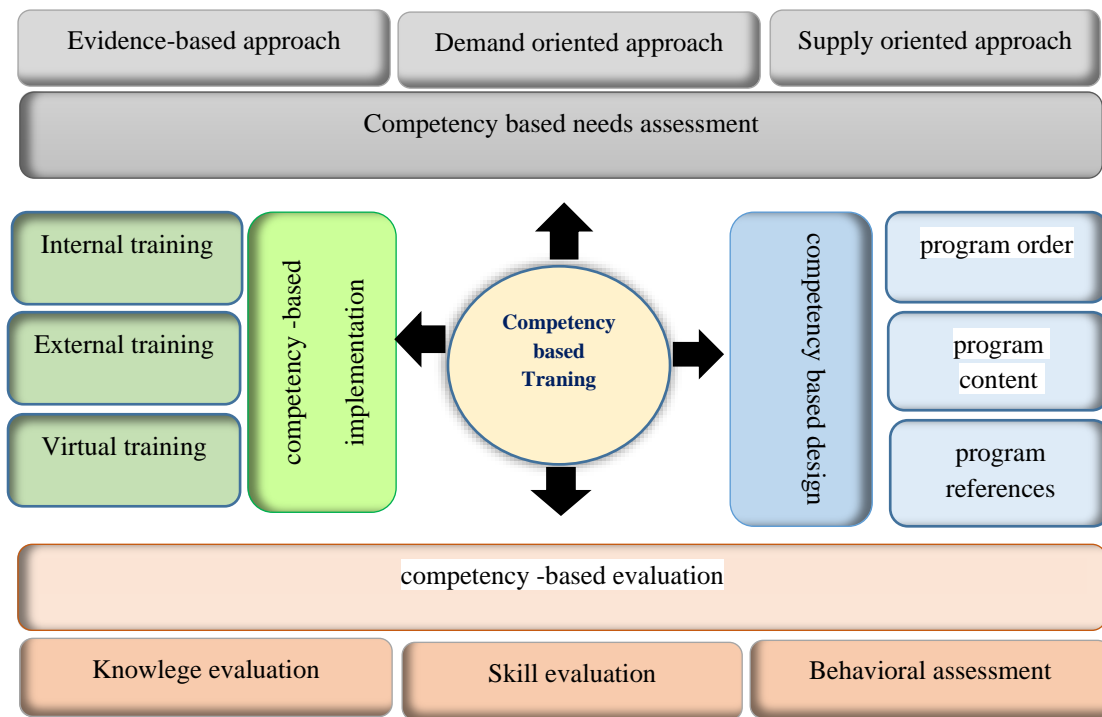 Evidence-based approach
Demand oriented approach
Supply oriented approach
Competency based needs assessment
Internal training
External training
Virtual training
competency -based
implementation
Competency
based
Traning
competency based design
program order
program
content
program
references
competency -based evaluation
Knowlege evaluation
Skill evaluation
Behavioral assessment